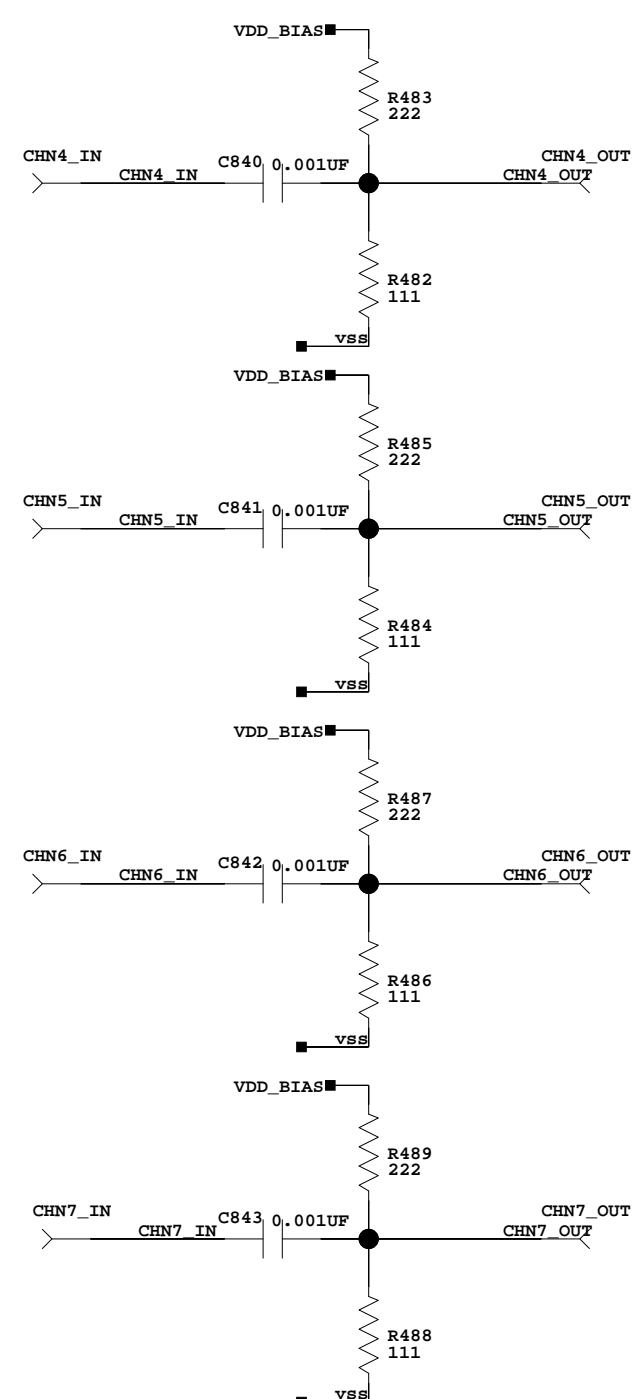 VDD_BIAS
R483
222
CHN4_IN
CHN4_IN
C840 0.001UF
CHN4_OUT
CHN4_OUT
R482
111
vss
VDD_BIAS
R485
222
CHN5_IN
CHN5_IN
C841 0.001UF
CHN5_OUT
CHN5_OUT
R484
111
vss
VDD_BIAS
R487
222
CHN6_IN
CHN6_IN
C842 0.001UF
CHN6_OUT
CHN6_OUT
R486
111
vss
VDD_BIAS
R489
222
CHN7_IN
CHN7_IN
C843 0.001UF
CHN7_OUT
CHN7_OUT
R488
111
vss